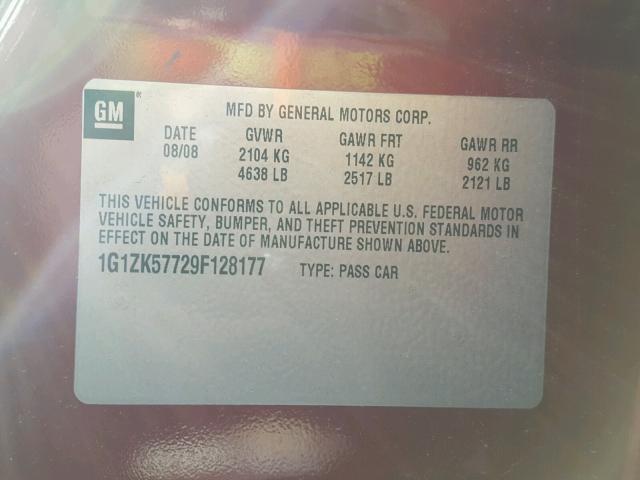 GM®
MFD BY GENERAL MOTORS CORP.
DATE GVWR GAWR FRT GAWR RR
08/08 2104 KG 1142 KG 962 KG
4638 LB 2517 LB 2121 LB
THIS VEHICLE CONFORMS TO ALL APPLICABLE U.S. FEDERAL MOTOR
VEHICLE SAFETY, BUMPER, AND THEFT PREVENTION STANDARDS IN
EFFECT ON THE DATE OF MANUFACTURE SHOWN ABOVE.
1G1ZK57729F128177 TYPE: PASS CAR